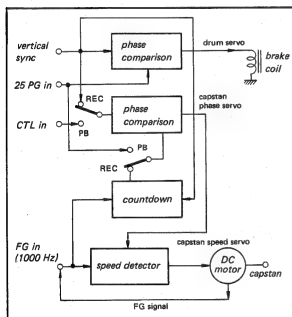 vertical
sync
phase
comparison
drum servo
brake
coil
25 PG in
REC
capstan
phase servo
phase
comparison
CTL in
PB
PB
REC
countdown
capstan speed servo
FG in
(1000 Hz)
speed detector
DC
motor
capstan
FG signal